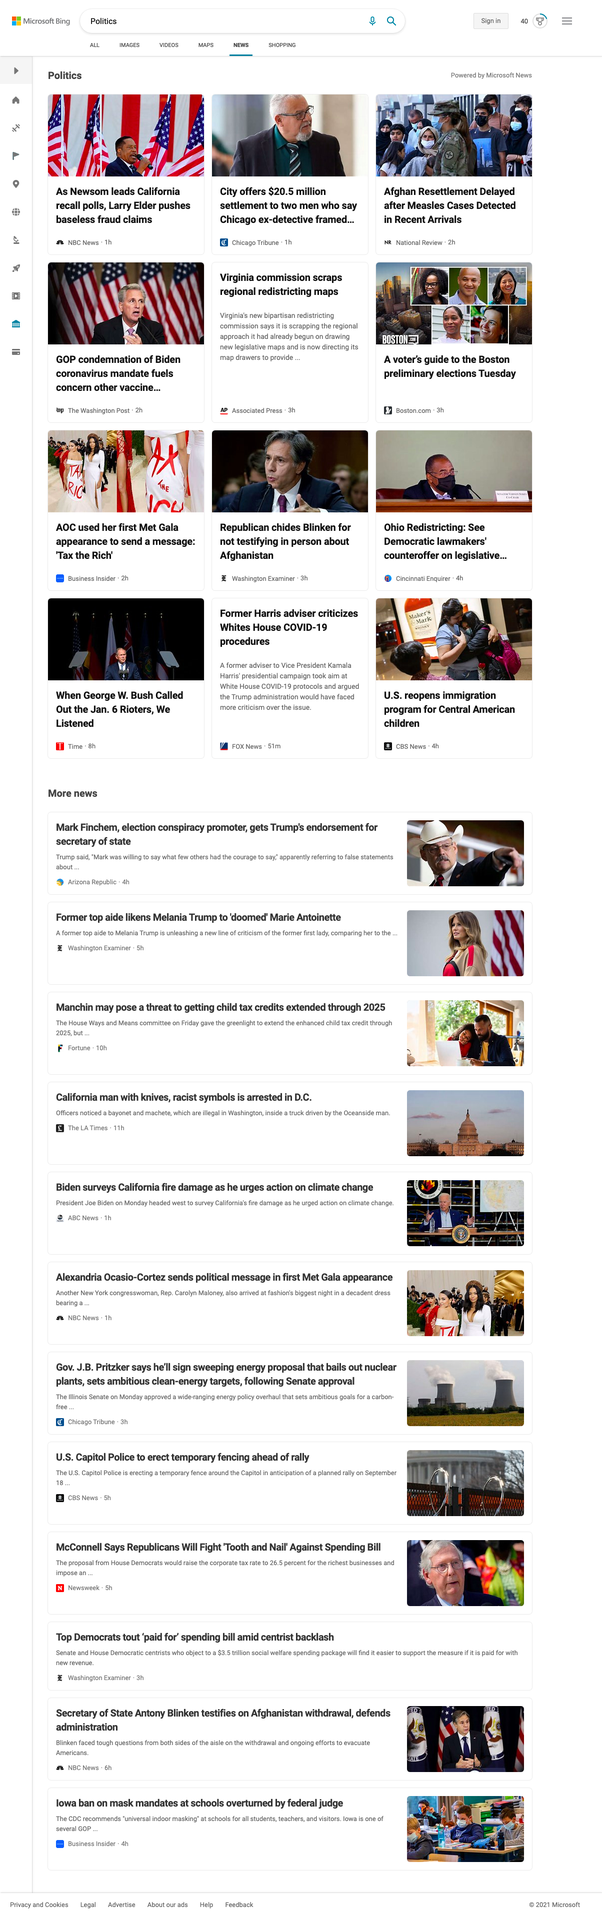 Microsoft Bing
Politics
Sign in
40
ALL
IMAGES
VIDEOS
MAPS
NEWS
SHOPPING
Politics
Powered by Microsoft News
As Newsom leads California
recall polls, Larry Elder pushes
baseless fraud claims
NBC News · 1h
City offers $20.5 million
settlement to two men who say
Chicago ex-detective framed...
Chicago Tribune · 1h
Afghan Resettlement Delayed
after Measles Cases Detected
in Recent Arrivals
NR National Review · 2h
GOP condemnation of Biden
coronavirus mandate fuels
concern other vaccine...
wp The Washington Post · 2h
Virginia commission scraps
regional redistricting maps
Virginia's new bipartisan redistricting
commission says it is scrapping the regional
approach it had already begun on drawing
new legislative maps and is now directing its
map drawers to provide ...
AP Associated Press · 3h
BOSTON
A voter's guide to the Boston
preliminary elections Tuesday
Boston.com · 3h
TAX
RIC
TAX
THE
RICH
AOC used her first Met Gala
appearance to send a message:
'Tax the Rich'
Business Insider · 2h
Republican chides Blinken for
not testifying in person about
Afghanistan
Washington Examiner · 3h
Ohio Redistricting: See
Democratic lawmakers'
counteroffer on legislative...
Cincinnati Enquirer · 4h
When George W. Bush Called
Out the Jan. 6 Rioters, We
Listened
Time · 8h
Former Harris adviser criticizes
Whites House COVID-19
procedures
A former adviser to Vice President Kamala
Harris' presidential campaign took aim at
White House COVID-19 protocols and argued
the Trump administration would have faced
more criticism over the issue.
FOX News · 51m
Maker's
Mark
U.S. reopens immigration
program for Central American
children
CBS News · 4h
More news
Mark Finchem, election conspiracy promoter, gets Trump's endorsement for
secretary of state
Trump said, "Mark was willing to say what few others had the courage to say," apparently referring to false statements
about ...
Arizona Republic · 4h
Former top aide likens Melania Trump to 'doomed' Marie Antoinette
A former top aide to Melania Trump is unleashing a new line of criticism of the former first lady, comparing her to the ...
Washington Examiner · 5h
Manchin may pose a threat to getting child tax credits extended through 2025
The House Ways and Means committee on Friday gave the greenlight to extend the enhanced child tax credit through
2025, but ...
Fortune · 10h
California man with knives, racist symbols is arrested in D.C.
Officers noticed a bayonet and machete, which are illegal in Washington, inside a truck driven by the Oceanside man.
The LA Times · 11h
Biden surveys California fire damage as he urges action on climate change
President Joe Biden on Monday headed west to survey California's fire damage as he urged action on climate change.
ABC News · 1h
Alexandria Ocasio-Cortez sends political message in first Met Gala appearance
Another New York congresswoman, Rep. Carolyn Maloney, also arrived at fashion's biggest night in a decadent dress
bearing a ...
NBC News · 1h
Gov. J.B. Pritzker says he'll sign sweeping energy proposal that bails out nuclear
plants, sets ambitious clean-energy targets, following Senate approval
The Illinois Senate on Monday approved a wide-ranging energy policy overhaul that sets ambitious goals for a carbon-
free ...
Chicago Tribune · 3h
U.S. Capitol Police to erect temporary fencing ahead of rally
The U.S. Capitol Police is erecting a temporary fence around the Capitol in anticipation of a planned rally on September
18 ...
CBS News · 5h
McConnell Says Republicans Will Fight 'Tooth and Nail' Against Spending Bill
The proposal from House Democrats would raise the corporate tax rate to 26.5 percent for the richest businesses and
impose an ...
N Newsweek · 5h
Top Democrats tout 'paid for' spending bill amid centrist backlash
Senate and House Democratic centrists who object to a $3.5 trillion social welfare spending package will find it easier to support the measure if it is paid for with
new revenue.
Washington Examiner · 3h
Secretary of State Antony Blinken testifies on Afghanistan withdrawal, defends
administration
Blinken faced tough questions from both sides of the aisle on the withdrawal and ongoing efforts to evacuate
Americans.
NBC News · 6h
Iowa ban on mask mandates at schools overturned by federal judge
The CDC recommends "universal indoor masking" at schools for all students, teachers, and visitors. Iowa is one of
several GOP ...
Business Insider · 4h
Privacy and Cookies
Legal
Advertise
About our ads
Help
Feedback
© 2021 Microsoft